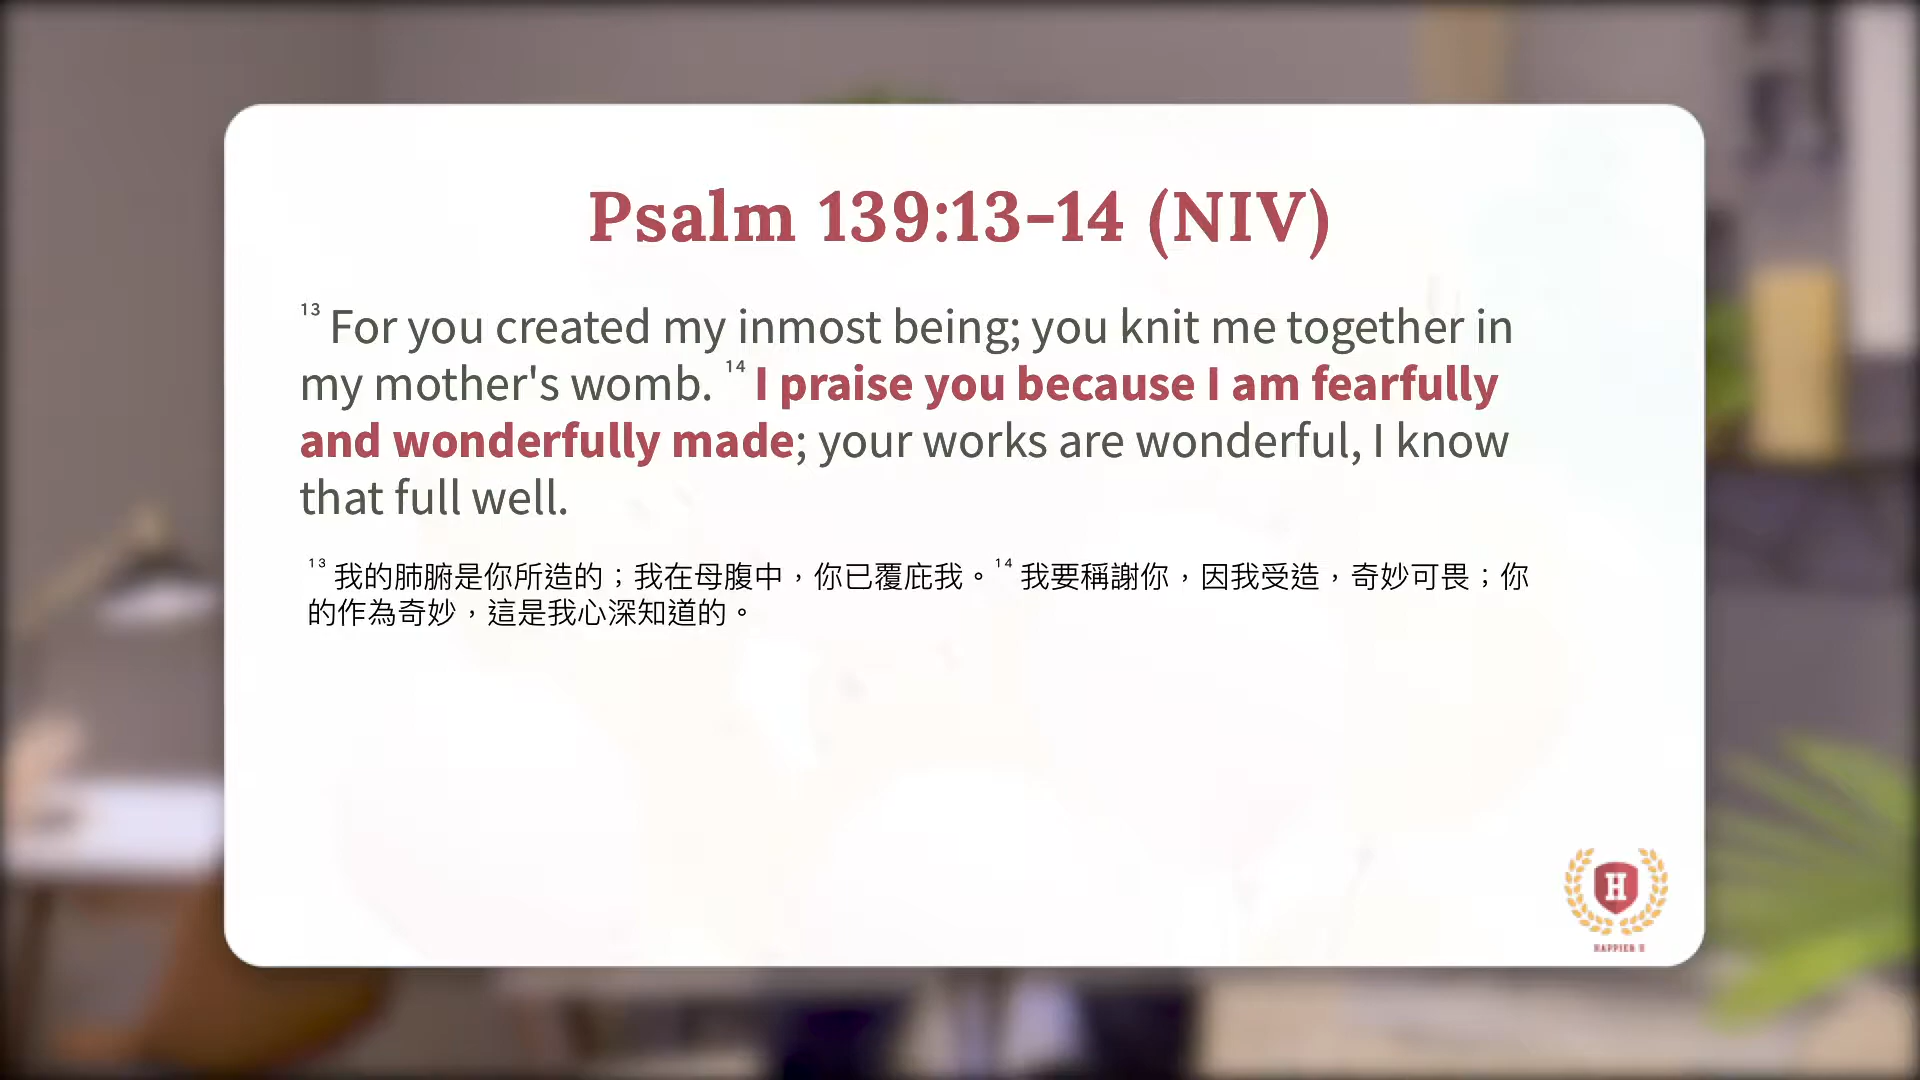 Psalm 139:13-14 (NIV)
13 For you created my inmost being; you knit me together in
my mother's womb. 14 I praise you because I am fearfully
and wonderfully made; your works are wonderful, I know
that full well.
13 我的肺腑是你所造的；我在母腹中，你已覆庇我。14 我要稱謝你，因我受造，奇妙可畏；你
的作為奇妙，這是我心深知道的。
H
HAPPIER U